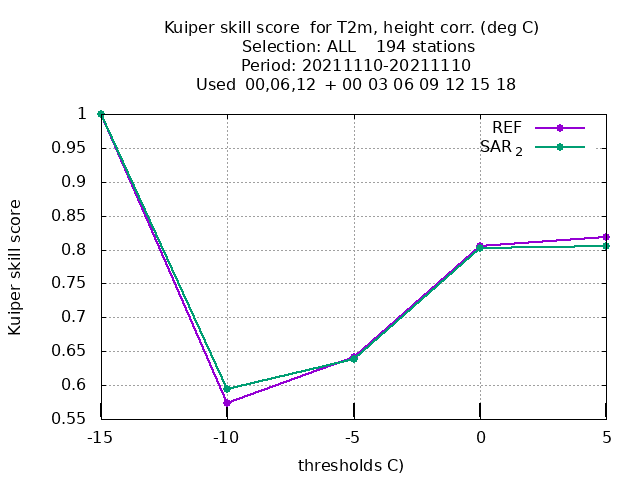 Kuiper skill score  for T2m, height corr. (deg C)
Selection: ALL    194 stations
Period: 20211110-20211110
Used  00,06,12  + 00 03 06 09 12 15 18
1
0.95
0.9
0.85
0.8
0.75
0.7
0.65
0.6
0.55
Kuiper skill score
REF
SAR 2
-15
-10
-5
0
5
thresholds C)